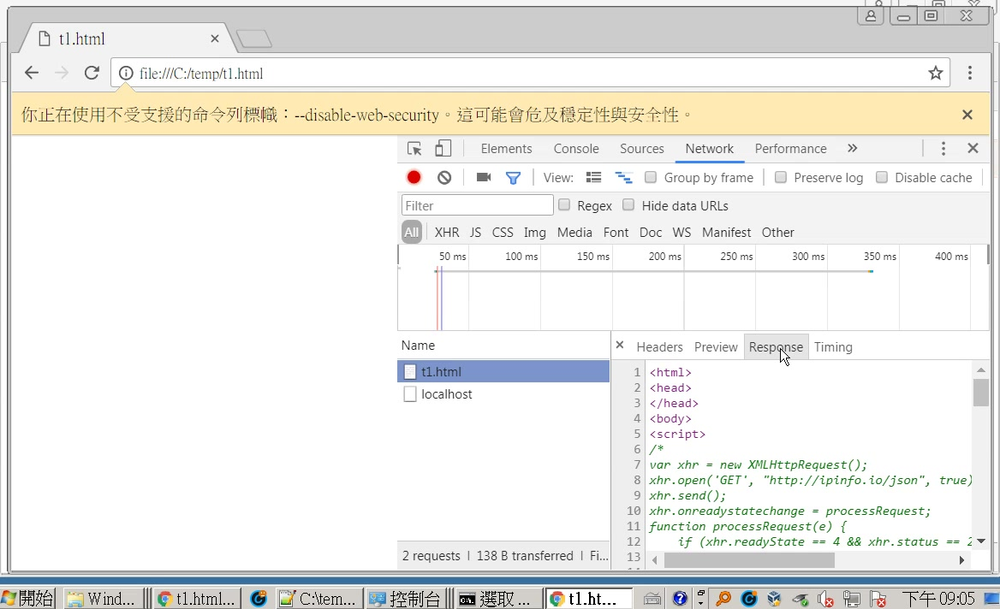 t1.html
file:///C:/temp/t1.html
你正在使用不受支援的命令列標幟：--disable-web-security。這可能會危及穩定性與安全性。
Elements Console Sources Network Performance »
View: Group by frame Preserve log Disable cache
Filter Regex Hide data URLs
All XHR JS CSS Img Media Font Doc WS Manifest Other
50 ms 100 ms 150 ms 200 ms 250 ms 300 ms 350 ms 400 ms
Name
t1.html
localhost
2 requests | 138 B transferred | Fi...
Headers Preview Response Timing
1 <html>
2 <head>
3 </head>
4 <body>
5 <script>
6 /*
7 var xhr = new XMLHttpRequest();
8 xhr.open('GET', "http://ipinfo.io/json", true)
9 xhr.send();
10 xhr.onreadystatechange = processRequest;
11 function processRequest(e) {
12 if (xhr.readyState == 4 && xhr.status == 2
13
開始 Wind... t1.html... C:\tem... 控制台 選取 ... t1.ht... 下午 09:05